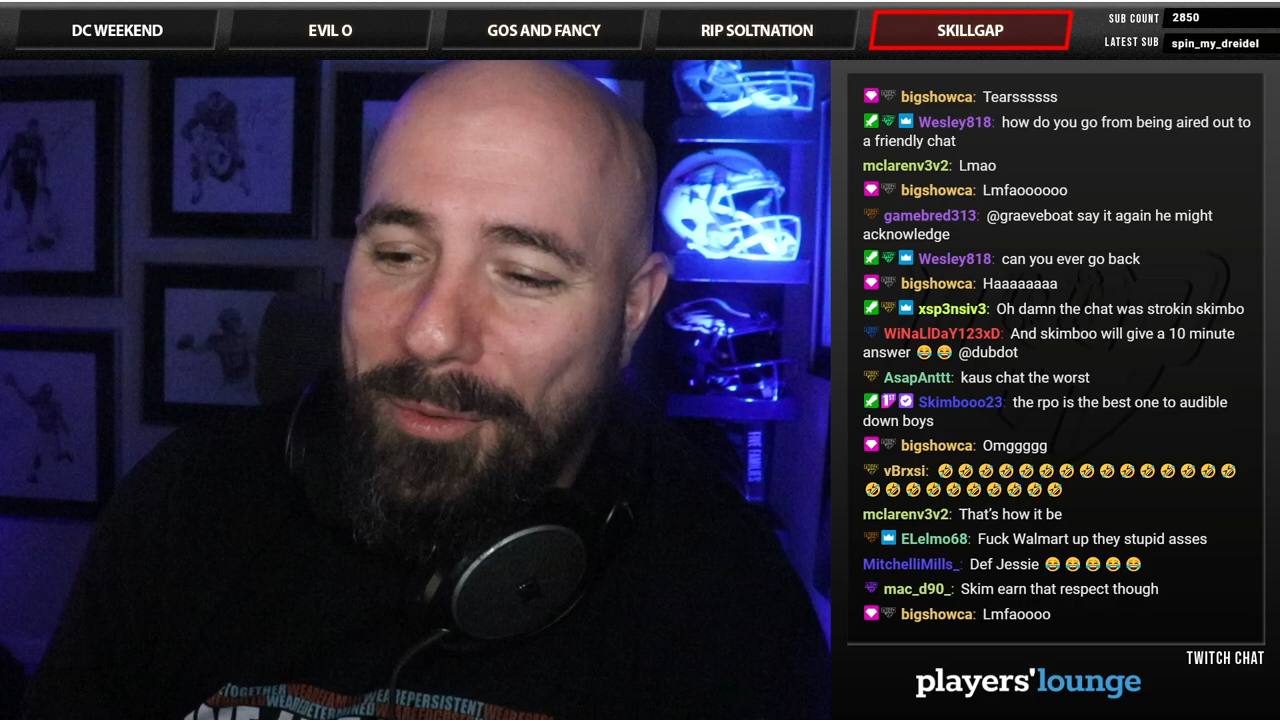 DC WEEKEND
EVIL O
GOS AND FANCY
RIP SOLTNATION
SKILLGAP
SUB COUNT 2850
LATEST SUB spin_my_dreidel
bigshowca: Tearssssss
Wesley818: how do you go from being aired out to
a friendly chat
mclarenv3v2: Lmao
bigshowca: Lmfaoooooo
gamebred313: @graeveboat say it again he might
acknowledge
Wesley818: can you ever go back
bigshowca: Haaaaaaaa
xsp3nsiv3: Oh damn the chat was strokin skimbo
WiNaLlDaY123xD: And skimboo will give a 10 minute
answer 😂 😂 @dubdot
AsapAnttt: kaus chat the worst
Skimbooo23: the rpo is the best one to audible
down boys
bigshowca: Omggggg
vBrxsi: 🤣 🤣 🤣 🤣 🤣 🤣 🤣 🤣 🤣 🤣 🤣 🤣 🤣 🤣 🤣
🤣 🤣 🤣 🤣 🤣 🤣 🤣 🤣 🤣 🤣
mclarenv3v2: That's how it be
ELelmo68: Fuck Walmart up they stupid asses
MitchelliMills_: Def Jessie 😂 😂 😂 😂 😂
mac_d90_: Skim earn that respect though
bigshowca: Lmfaoooo
TWITCH CHAT
players'lounge
FIVE FAMILIES